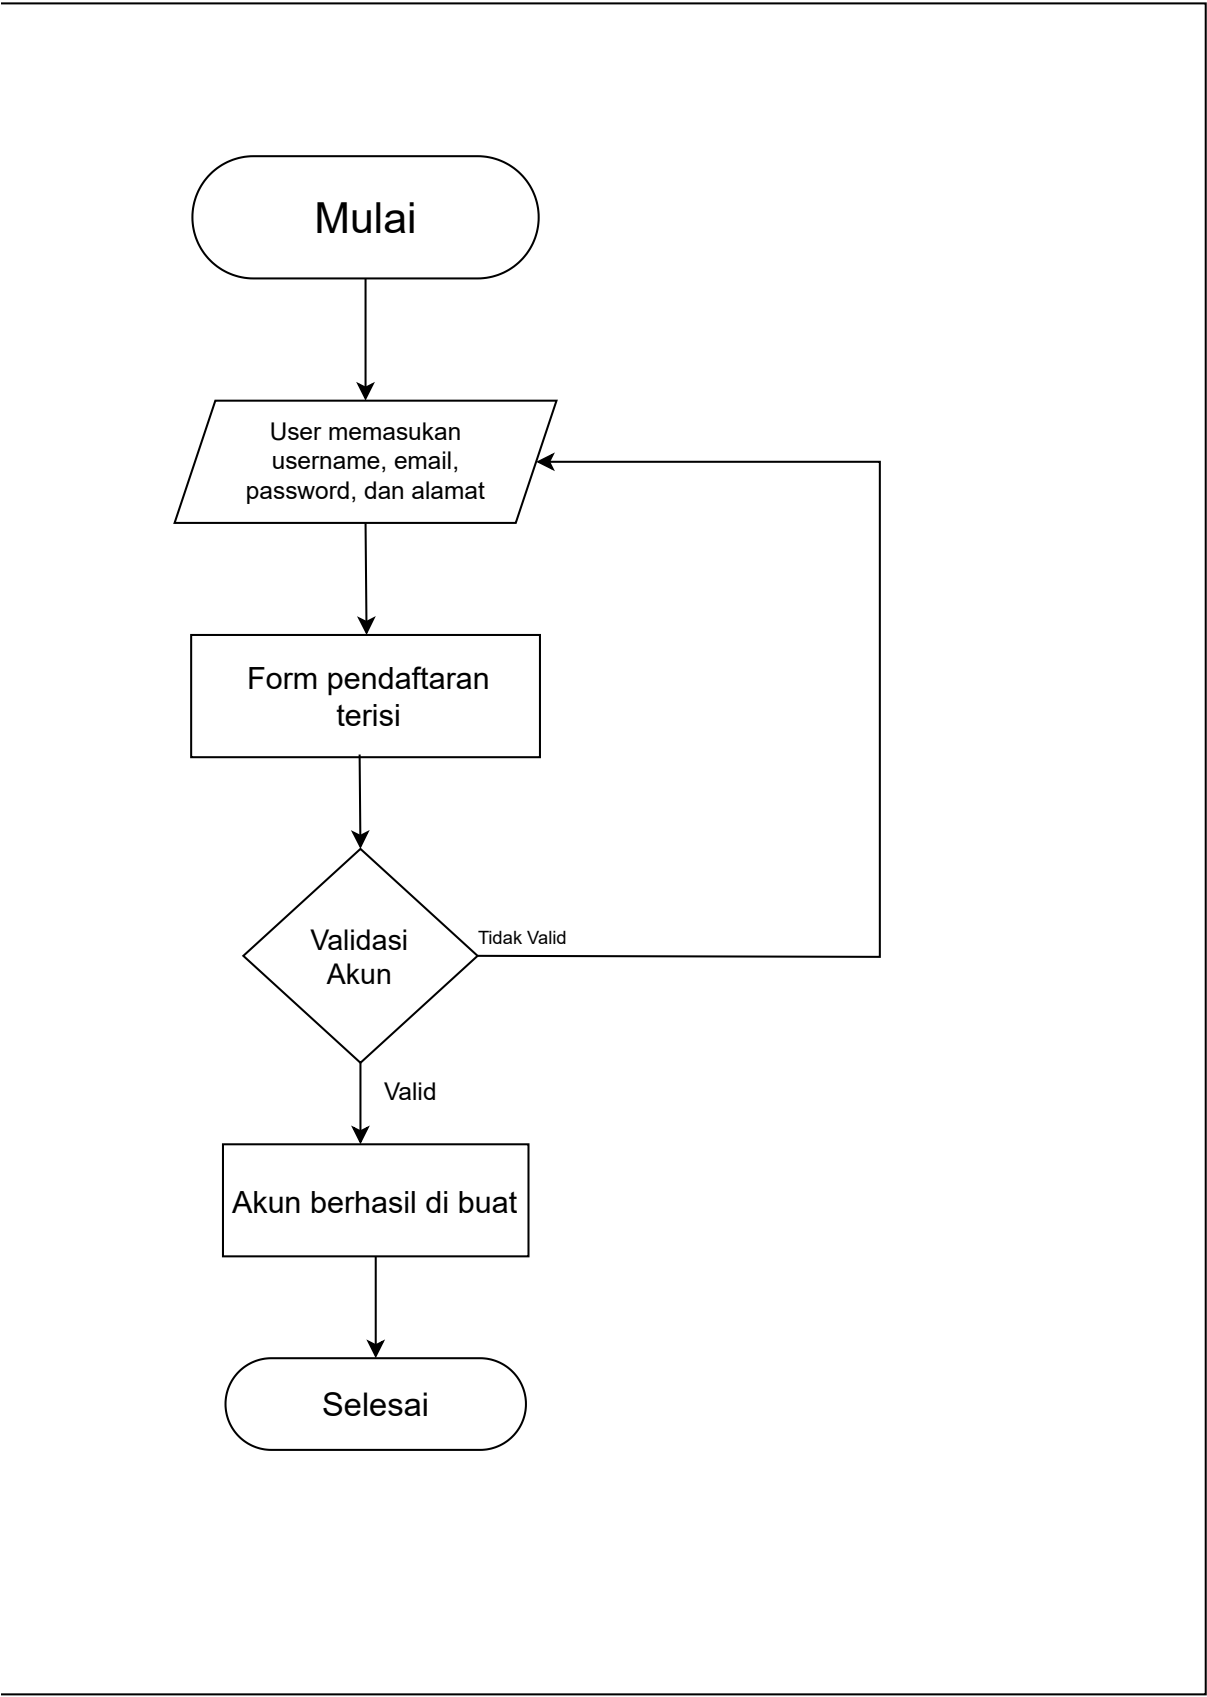 Mulai
User memasukan
username, email,
password, dan alamat
Form pendaftaran
terisi
Validasi
Akun
Tidak Valid
Valid
Akun berhasil di buat
Selesai